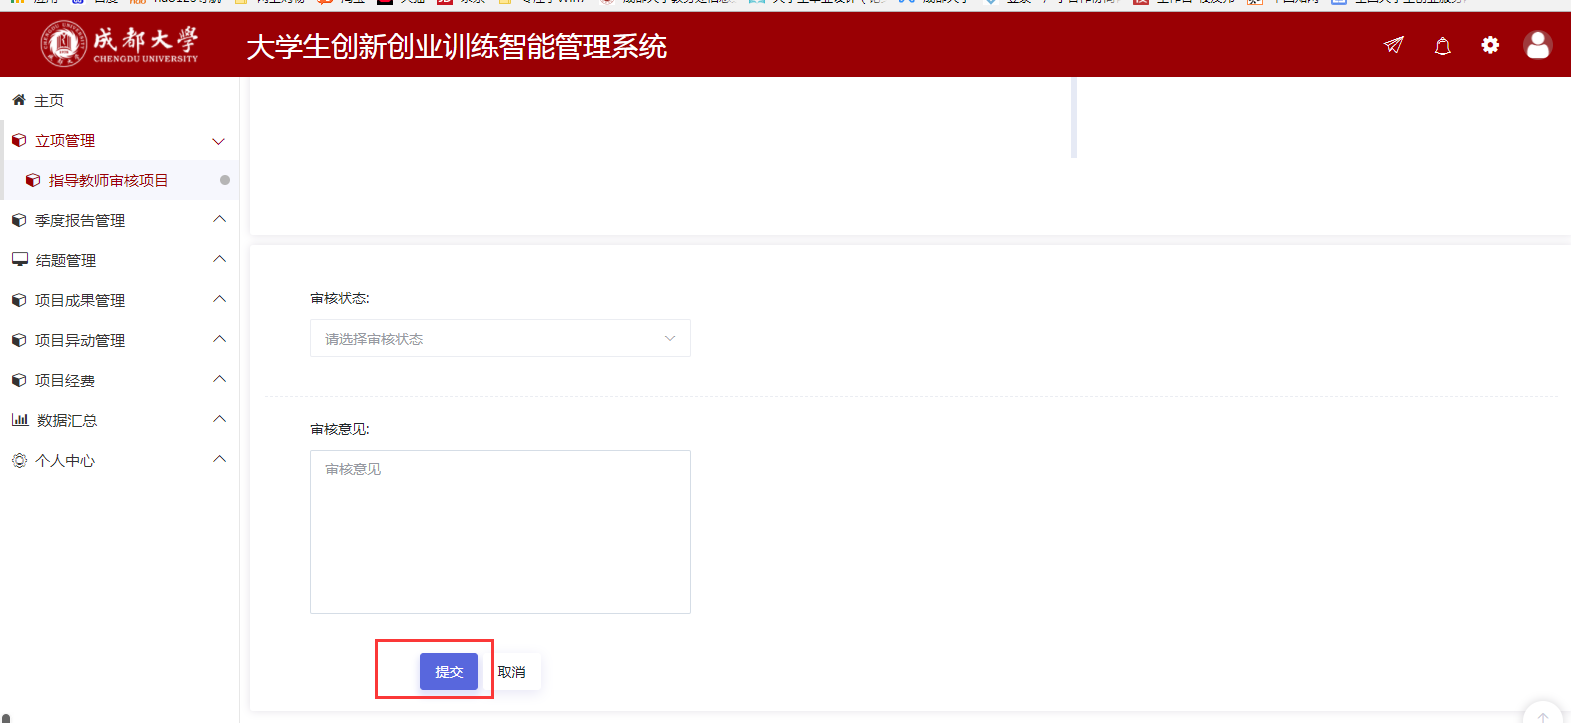 成都大学
CHENGDU UNIVERSITY
大学生创新创业训练智能管理系统
主页
立项管理
指导教师审核项目
季度报告管理
结题管理
项目成果管理
项目异动管理
项目经费
数据汇总
个人中心
审核状态:
请选择审核状态
审核意见:
审核意见
提交
取消